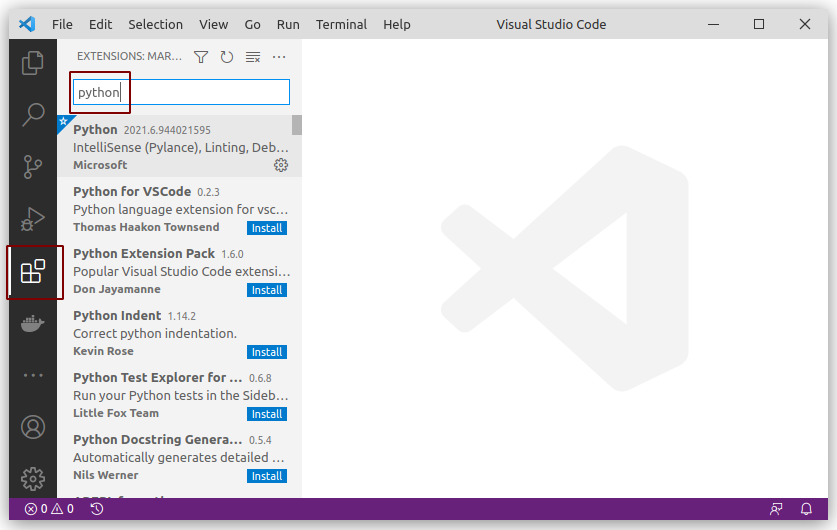 File Edit Selection View Go Run Terminal Help Visual Studio Code
EXTENSIONS: MAR...
python
Python 2021.6.944021595
IntelliSense (Pylance), Linting, Deb...
Microsoft
Python for VSCode 0.2.3
Python language extension for vsc...
Thomas Haakon Townsend Install
Python Extension Pack 1.6.0
Popular Visual Studio Code extensi...
Don Jayamanne Install
Python Indent 1.14.2
Correct python indentation.
Kevin Rose Install
Python Test Explorer for ... 0.6.8
Run your Python tests in the Sideb...
Little Fox Team Install
Python Docstring Genera... 0.5.4
Automatically generates detailed ...
Nils Werner Install
0 0